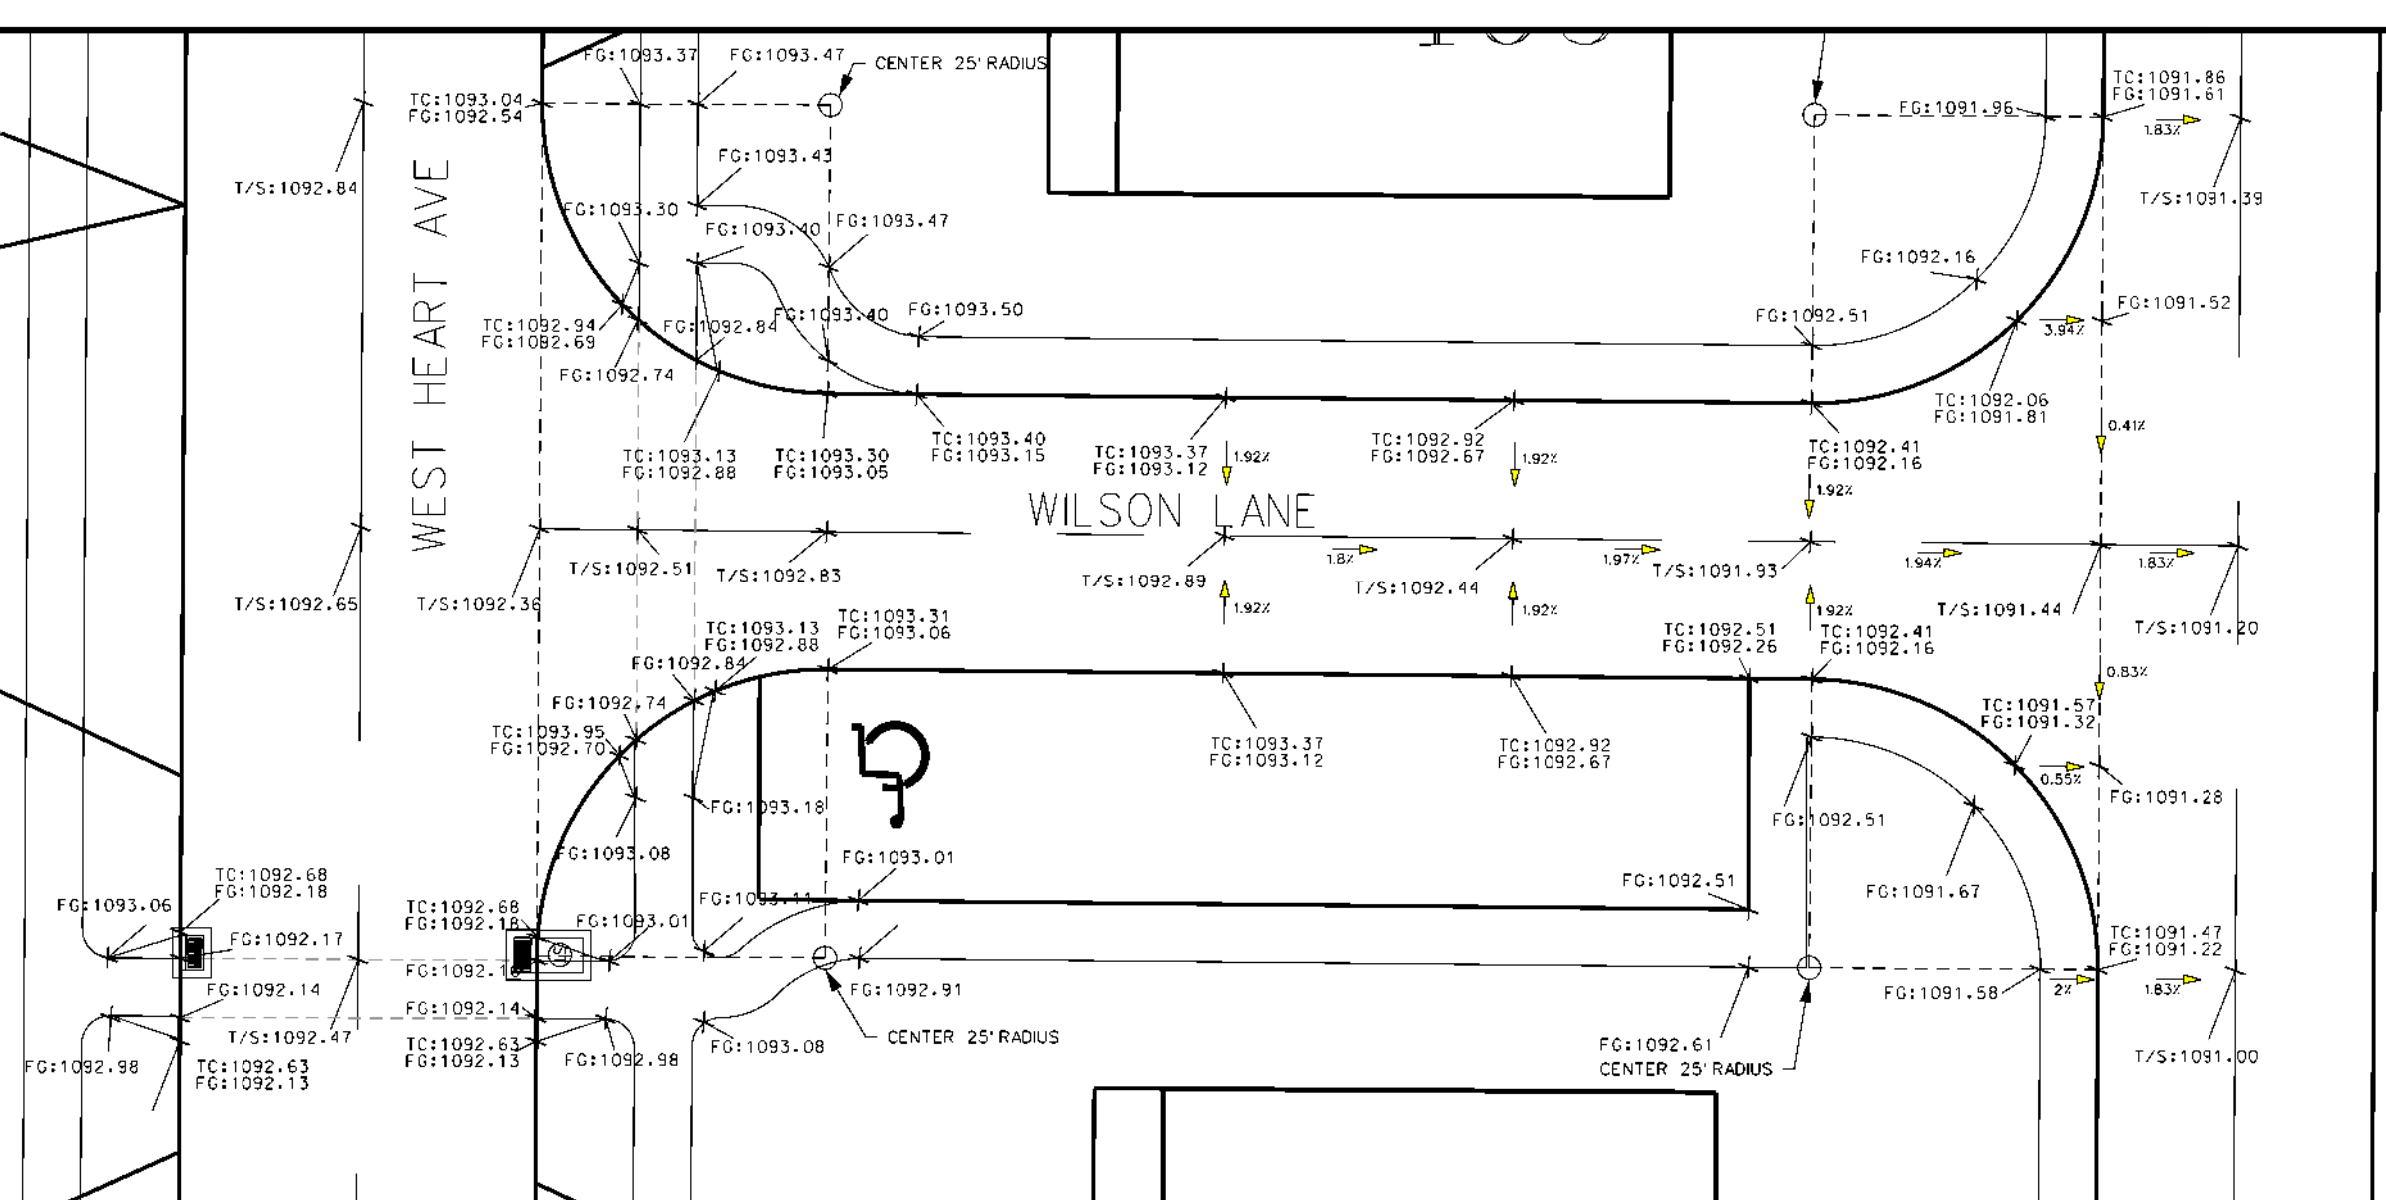 FG:1093.37
FG:1093.47
CENTER 25' RADIUS
TC:1093.04
FG:1092.54
TC:1091.86
FG:1091.61
FG:1091.96
1.83%
FG:1093.43
T/S:1092.84
T/S:1091.39
FG:1093.30
FG:1093.40
FG:1093.47
WEST HEART AVE
FG:1092.16
FG:1091.52
3.94%
FG:1093.50
FG:1093.40
FG:1092.51
TC:1092.94
FG:1092.69
FG:1092.84
FG:1092.74
TC:1092.06
FG:1091.81
0.41%
TC:1093.13
FG:1092.88
TC:1093.30
FG:1093.05
TC:1093.40
FG:1093.15
TC:1093.37
FG:1093.12
1.92%
TC:1092.92
FG:1092.67
1.92%
TC:1092.41
FG:1092.16
1.92%
WILSON LANE
T/S:1092.51
T/S:1092.83
T/S:1092.89
1.8%
T/S:1092.44
1.97%
T/S:1091.93
1.94%
1.83%
T/S:1092.65
T/S:1092.36
1.92%
1.92%
1.92%
T/S:1091.44
T/S:1091.20
TC:1093.13
FG:1092.88
TC:1093.31
FG:1093.06
TC:1092.51
FG:1092.26
TC:1092.41
FG:1092.16
FG:1092.84
0.83%
FG:1092.74
TC:1093.95
FG:1092.70
TC:1093.37
FG:1093.12
TC:1092.92
FG:1092.67
TC:1091.57
FG:1091.32
0.55%
FG:1091.28
FG:1093.18
FG:1092.51
FG:1093.08
FG:1093.01
FG:1092.51
FG:1091.67
TC:1092.68
FG:1092.18
FG:1093.06
TC:1092.68
FG:1092.18
FG:1093.01
FG:1093.11
FG:1092.17
TC:1091.47
FG:1091.22
FG:1092.14
FG:1092.91
FG:1091.58
2%
1.83%
FG:1092.14
T/S:1092.47
CENTER 25' RADIUS
TC:1092.63
FG:1092.13
FG:1092.98
FG:1093.08
FG:1092.61
CENTER 25' RADIUS
T/S:1091.00
FG:1092.98
TC:1092.63
FG:1092.13